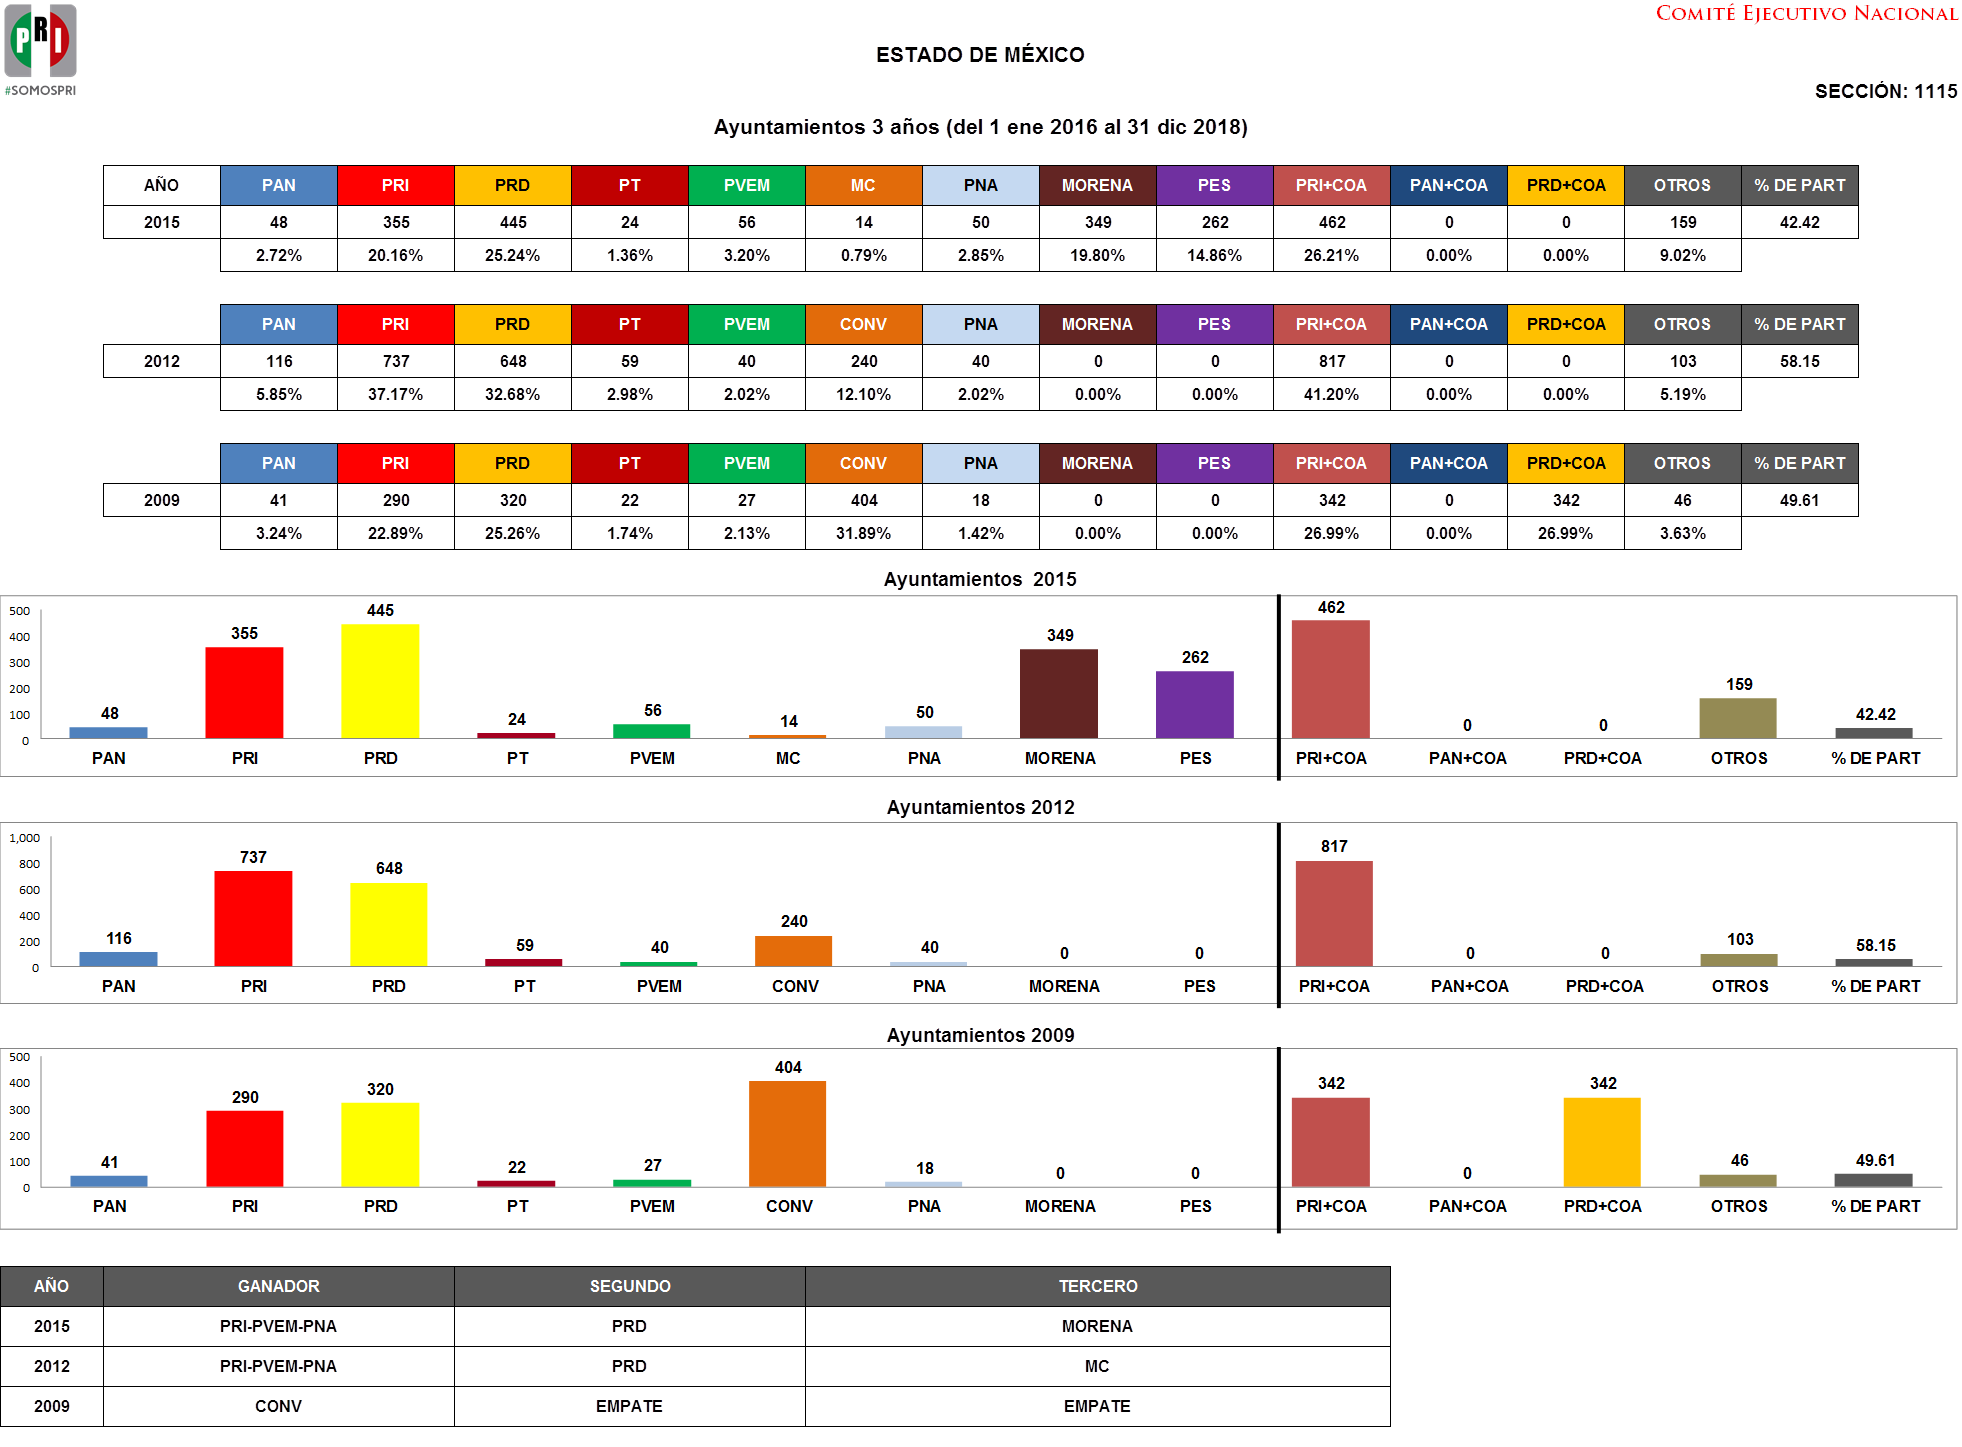 PRI
#SOMOSPRI
COMITÉ EJECUTIVO NACIONAL
ESTADO DE MÉXICO
SECCIÓN: 1115
Ayuntamientos 3 años (del 1 ene 2016 al 31 dic 2018)
AÑO PAN PRI PRD PT PVEM MC PNA MORENA PES PRI+COA PAN+COA PRD+COA OTROS % DE PART
2015 48 355 445 24 56 14 50 349 262 462 0 0 159 42.42
2.72% 20.16% 25.24% 1.36% 3.20% 0.79% 2.85% 19.80% 14.86% 26.21% 0.00% 0.00% 9.02%
PAN PRI PRD PT PVEM CONV PNA MORENA PES PRI+COA PAN+COA PRD+COA OTROS % DE PART
2012 116 737 648 59 40 240 40 0 0 817 0 0 103 58.15
5.85% 37.17% 32.68% 2.98% 2.02% 12.10% 2.02% 0.00% 0.00% 41.20% 0.00% 0.00% 5.19%
PAN PRI PRD PT PVEM CONV PNA MORENA PES PRI+COA PAN+COA PRD+COA OTROS % DE PART
2009 41 290 320 22 27 404 18 0 0 342 0 342 46 49.61
3.24% 22.89% 25.26% 1.74% 2.13% 31.89% 1.42% 0.00% 0.00% 26.99% 0.00% 26.99% 3.63%
Ayuntamientos 2015
500
400
300
200
100
0
48 355 445 24 56 14 50 349 262 462 0 0 159 42.42
PAN PRI PRD PT PVEM MC PNA MORENA PES PRI+COA PAN+COA PRD+COA OTROS % DE PART
Ayuntamientos 2012
1,000
800
600
400
200
0
116 737 648 59 40 240 40 0 0 817 0 0 103 58.15
PAN PRI PRD PT PVEM CONV PNA MORENA PES PRI+COA PAN+COA PRD+COA OTROS % DE PART
Ayuntamientos 2009
500
400
300
200
100
0
41 290 320 22 27 404 18 0 0 342 0 342 46 49.61
PAN PRI PRD PT PVEM CONV PNA MORENA PES PRI+COA PAN+COA PRD+COA OTROS % DE PART
AÑO GANADOR SEGUNDO TERCERO
2015 PRI-PVEM-PNA PRD MORENA
2012 PRI-PVEM-PNA PRD MC
2009 CONV EMPATE EMPATE